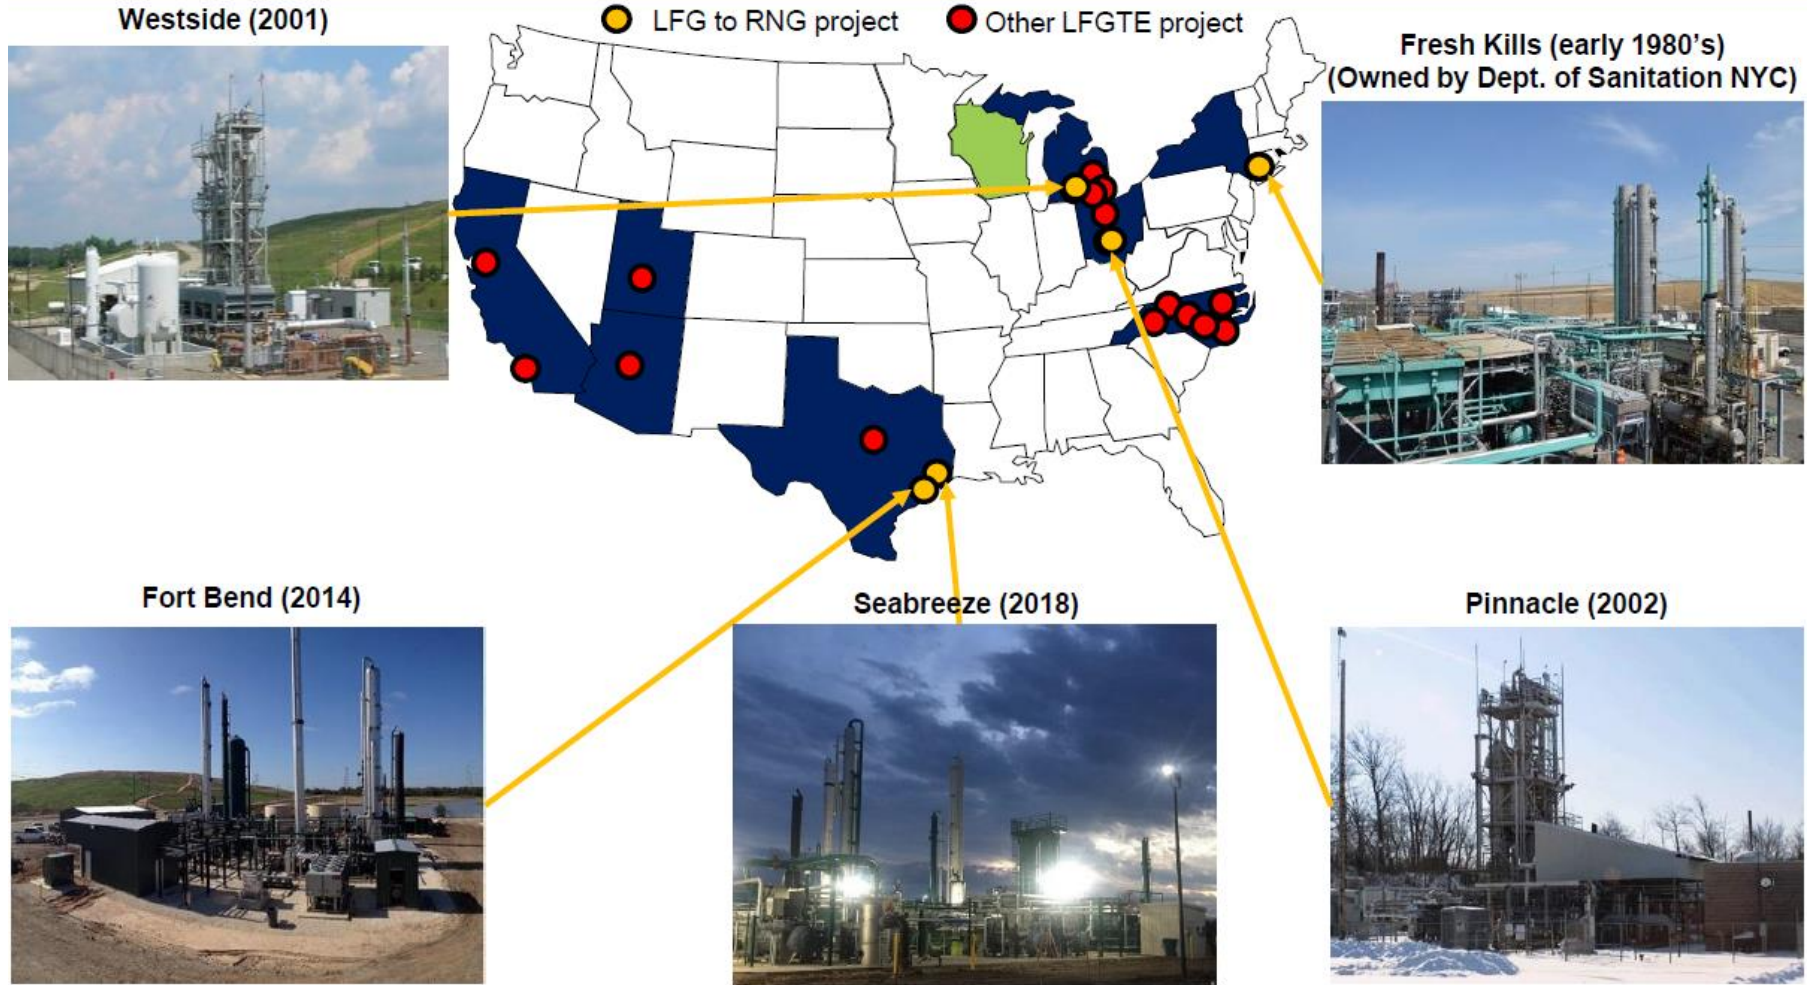 Westside (2001)
LFG to RNG project
Other LFGTE project
Fresh Kills (early 1980’s)
(Owned by Dept. of Sanitation NYC)
Fort Bend (2014)
Seabreeze (2018)
Pinnacle (2002)